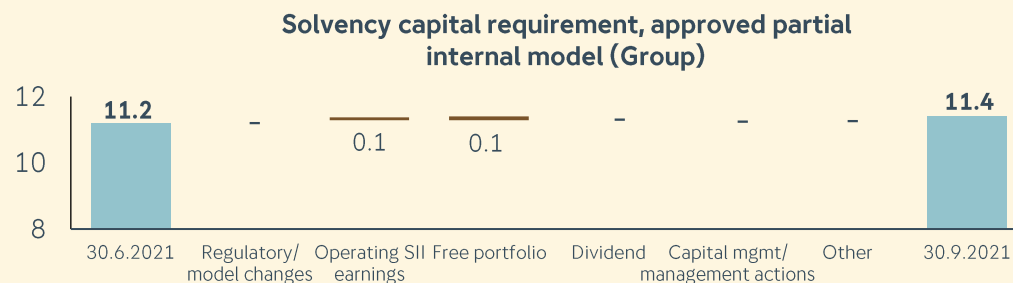 Solvency capital requirement, approved partial
internal model (Group)
12
10
8
11.2
–
0.1
0.1
–
–
–
11.4
30.6.2021
Regulatory/
model changes
Operating SII
earnings
Free portfolio
Dividend
Capital mgmt/
management actions
Other
30.9.2021